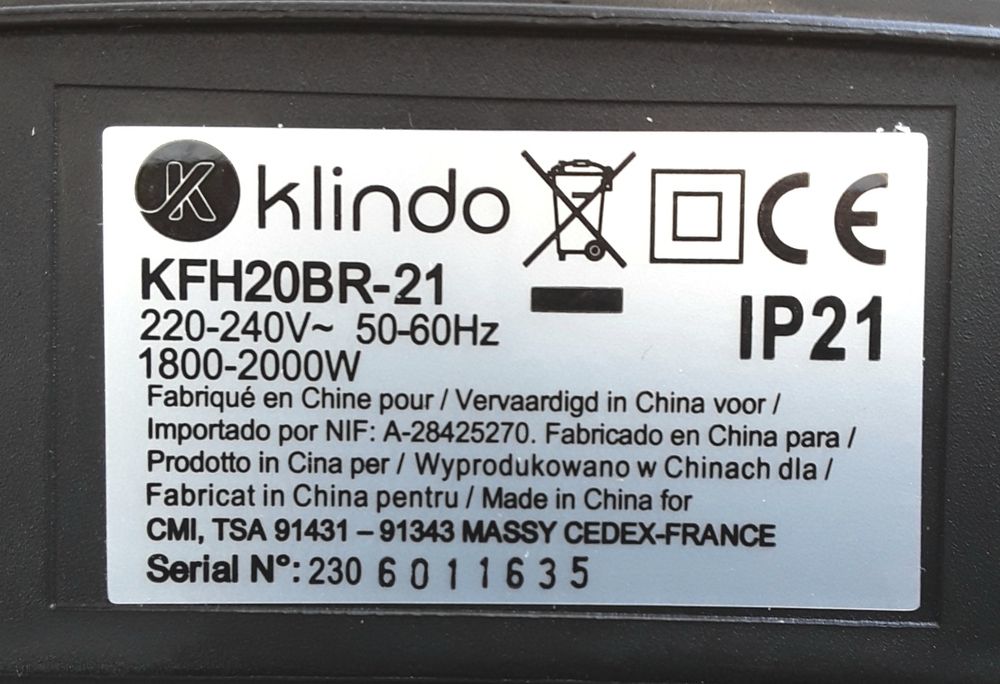 klindo CE
KFH20BR-21
220-240V~ 50-60Hz
IP21
1800-2000W
Fabriqué en Chine pour / Vervaardigd in China voor /
Importado por NIF: A-28425270. Fabricado en China para /
Prodotto in Cina per / Wyprodukowano w Chinach dla /
Fabricat in China pentru / Made in China for
CMI, TSA 91431 – 91343 MASSY CEDEX-FRANCE
Serial N°: 230 6011635